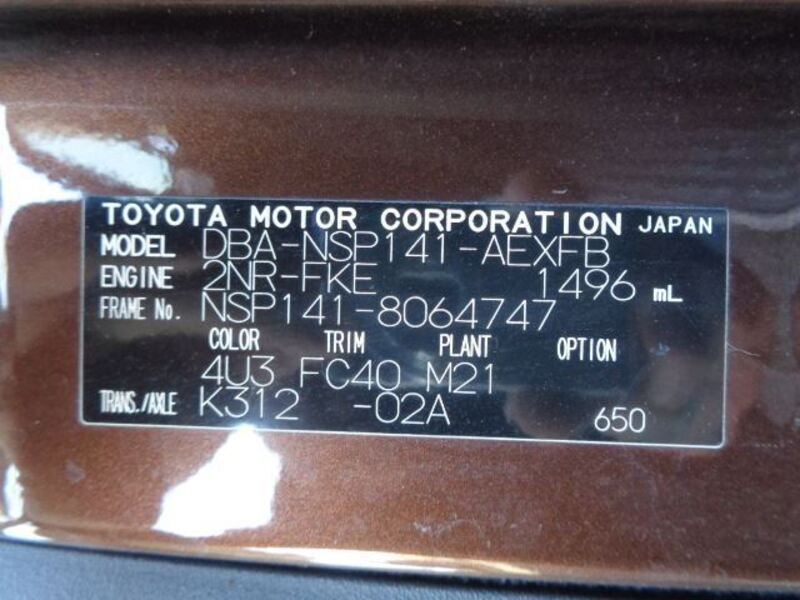 TOYOTA MOTOR CORPORATION JAPAN
MODEL DBA-NSP141-AEXFB
ENGINE 2NR-FKE 1496 mL
FRAME No. NSP141-8064747
COLOR TRIM PLANT OPTION
4U3 FC40 M21
TRANS./AXLE K312 -02A 650